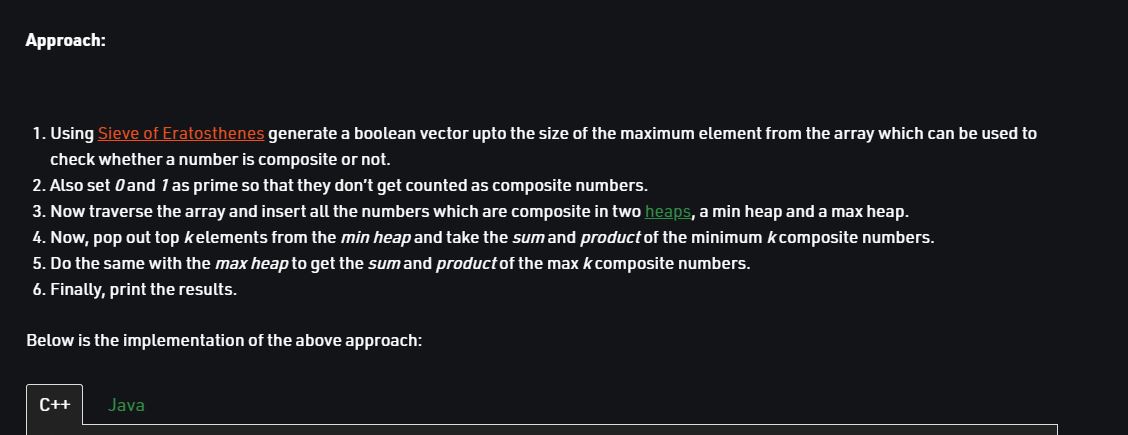 Approach:
1. Using Sieve of Eratosthenes generate a boolean vector upto the size of the maximum element from the array which can be used to
check whether a number is composite or not.
2. Also set 0 and 1 as prime so that they don't get counted as composite numbers.
3. Now traverse the array and insert all the numbers which are composite in two heaps, a min heap and a max heap.
4. Now, pop out top k elements from the min heap and take the sum and product of the minimum k composite numbers.
5. Do the same with the max heap to get the sum and product of the max k composite numbers.
6. Finally, print the results.
Below is the implementation of the above approach:
C++ Java